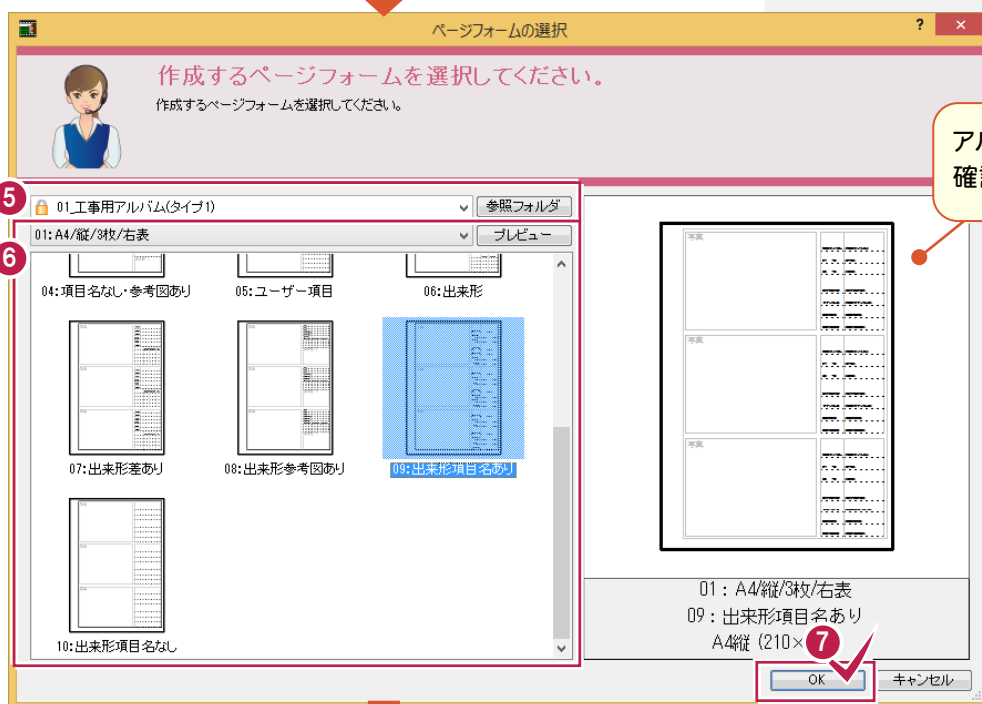 ページフォームの選択
?
×
作成するページフォームを選択してください。
作成するページフォームを選択してください。
5
01_工事用アルバム(タイプ1)
参照フォルダ
6
01:A4/縦/3枚/右表
プレビュー
04:項目名なし・参考図あり
05:ユーザー項目
06:出来形
07:出来形差あり
08:出来形参考図あり
09:出来形項目名あり
10:出来形項目名なし
写真
写真
写真
01：A4/縦/3枚/右表
09：出来形項目名あり
A4縦 (210×
7
OK
キャンセル